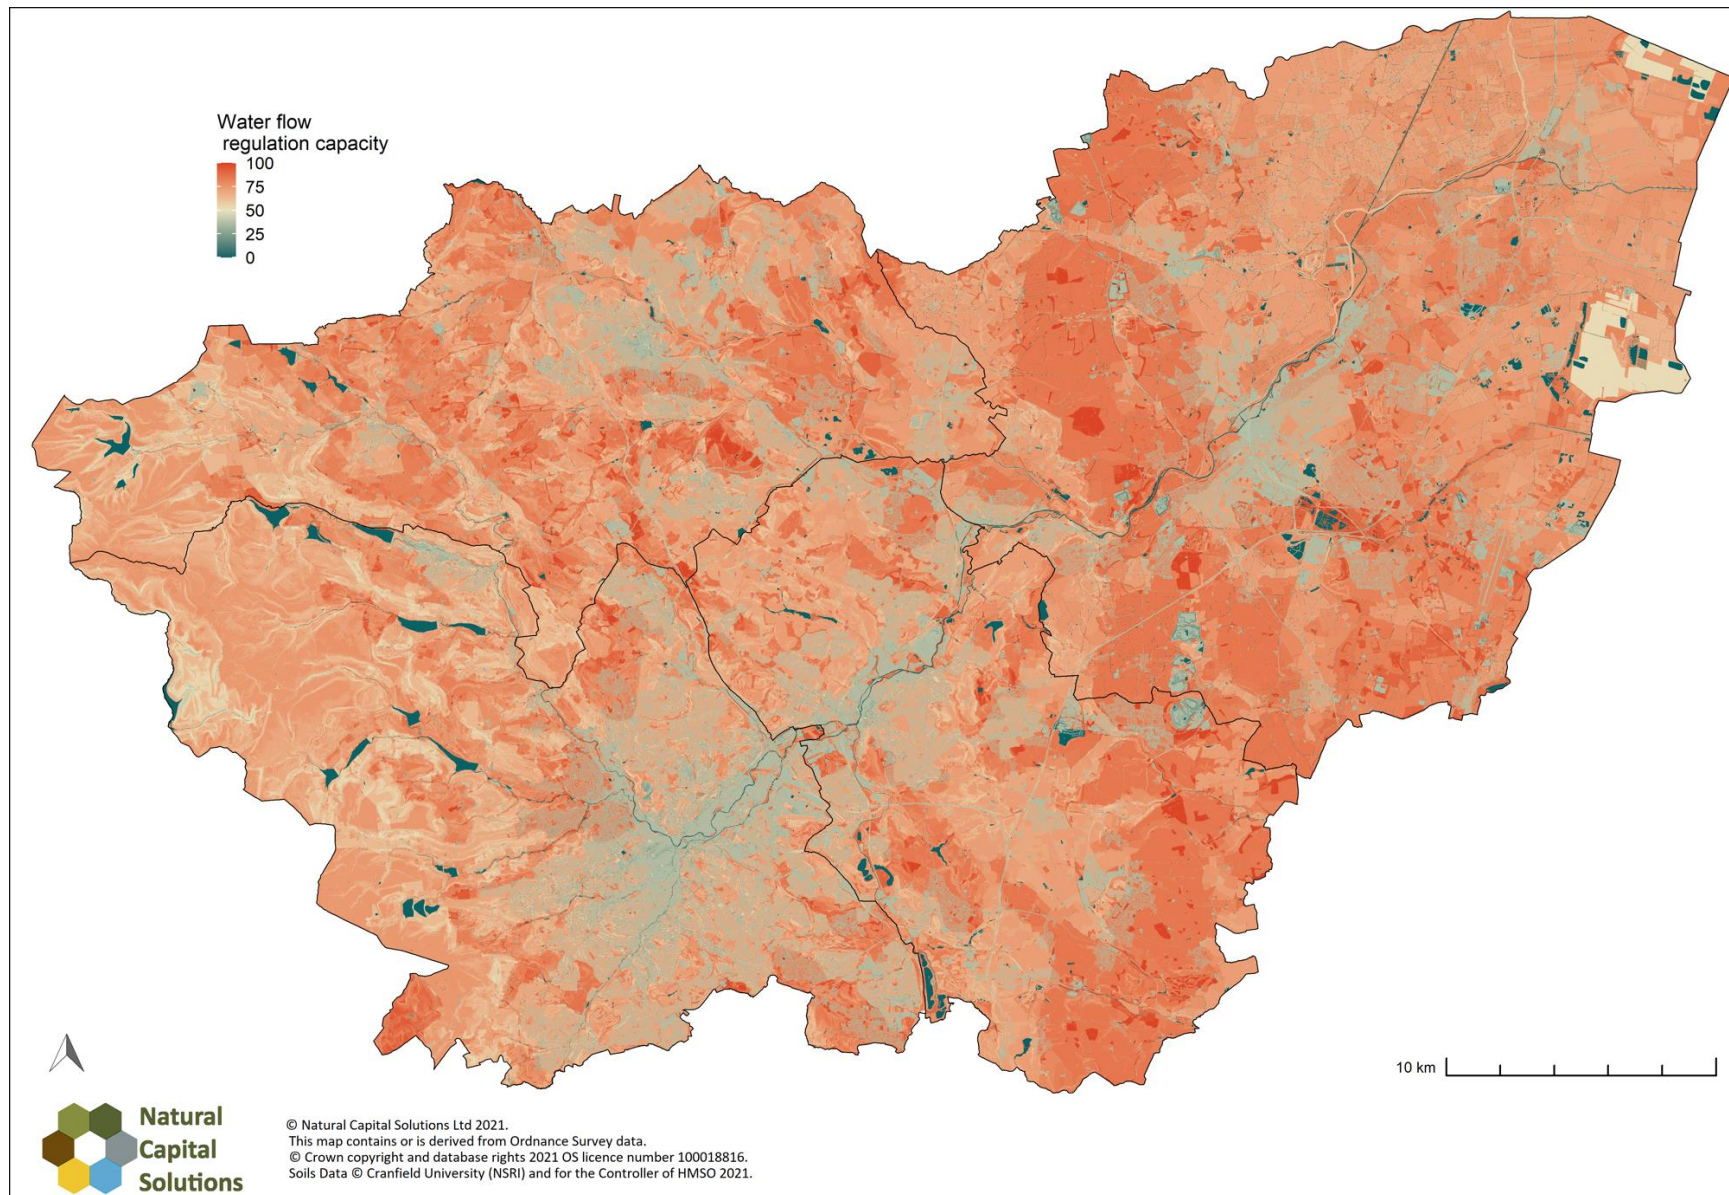 Water flow
regulation capacity
100
75
50
25
0
10 km
Natural
Capital
Solutions
© Natural Capital Solutions Ltd 2021.
This map contains or is derived from Ordnance Survey data.
© Crown copyright and database rights 2021 OS licence number 100018816.
Soils Data © Cranfield University (NSRI) and for the Controller of HMSO 2021.